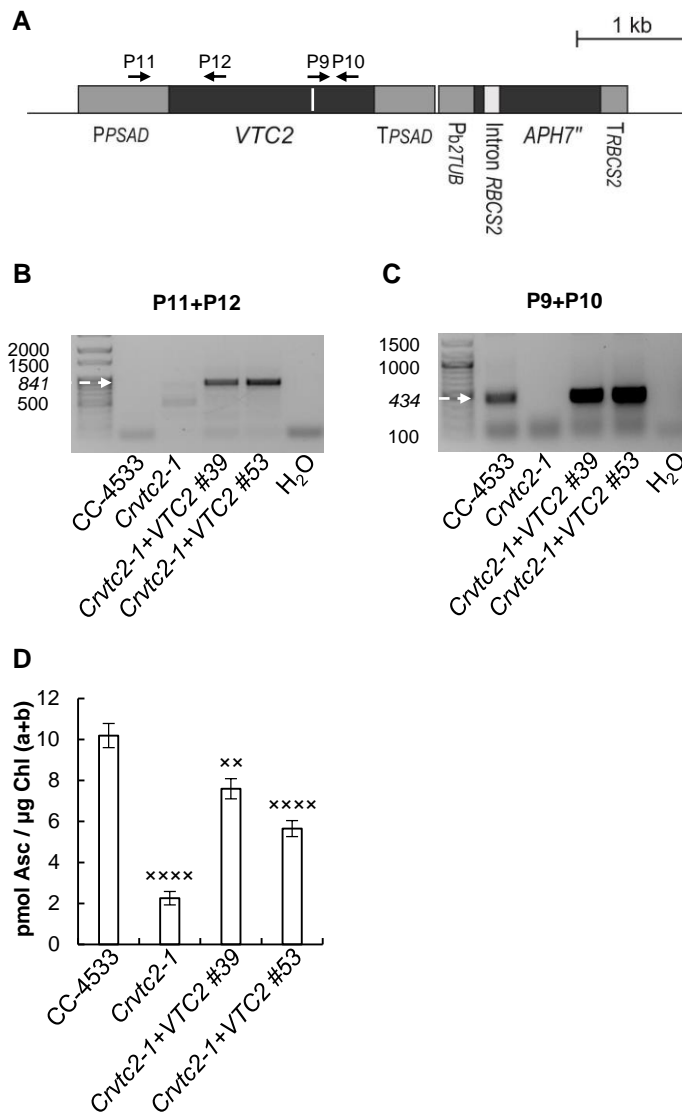 A
1 kb
P11 P12 P9 P10
PPSAD VTC2 TPSAD Pb2TUB Intron RBCS2 APH7" TRBCS2
B
P11+P12
2000
1500
841
500
CC-4533
Crvtc2-1
Crvtc2-1+VTC2 #39
Crvtc2-1+VTC2 #53
H2O
C
P9+P10
1500
1000
434
100
CC-4533
Crvtc2-1
Crvtc2-1+VTC2 #39
Crvtc2-1+VTC2 #53
H2O
D
pmol Asc / µg Chl (a+b)
12
10
8
6
4
2
0
××××
××
××××
CC-4533
Crvtc2-1
Crvtc2-1+VTC2 #39
Crvtc2-1+VTC2 #53